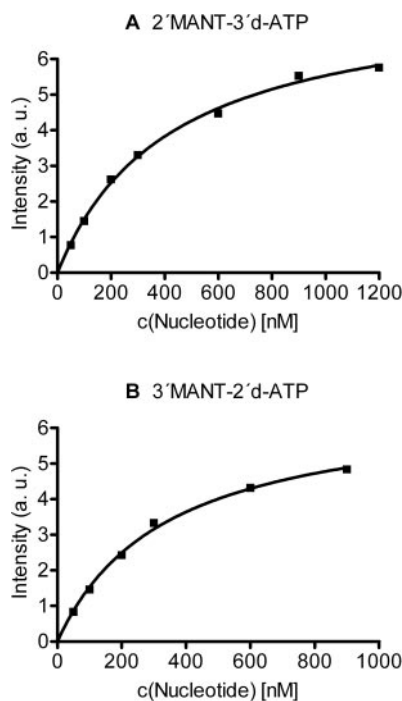 A 2´MANT-3´d-ATP
Intensity (a. u.)
6
5
4
3
2
1
0
0 200 400 600 800 1000 1200
c(Nucleotide) [nM]
B 3´MANT-2´d-ATP
Intensity (a. u.)
6
5
4
3
2
1
0
0 200 400 600 800 1000
c(Nucleotide) [nM]